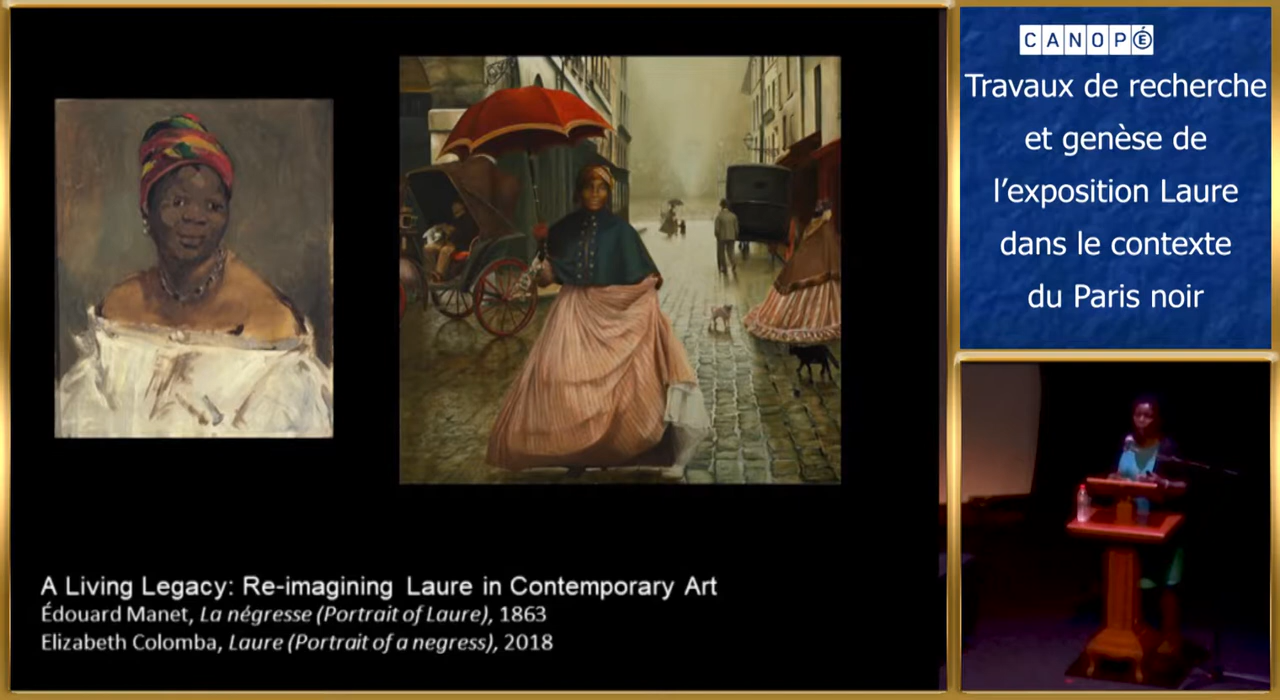 A Living Legacy: Re-imagining Laure in Contemporary Art
Édouard Manet, La négresse (Portrait of Laure), 1863
Elizabeth Colomba, Laure (Portrait of a negress), 2018
CANOPÉ
Travaux de recherche
et genèse de
l’exposition Laure
dans le contexte
du Paris noir